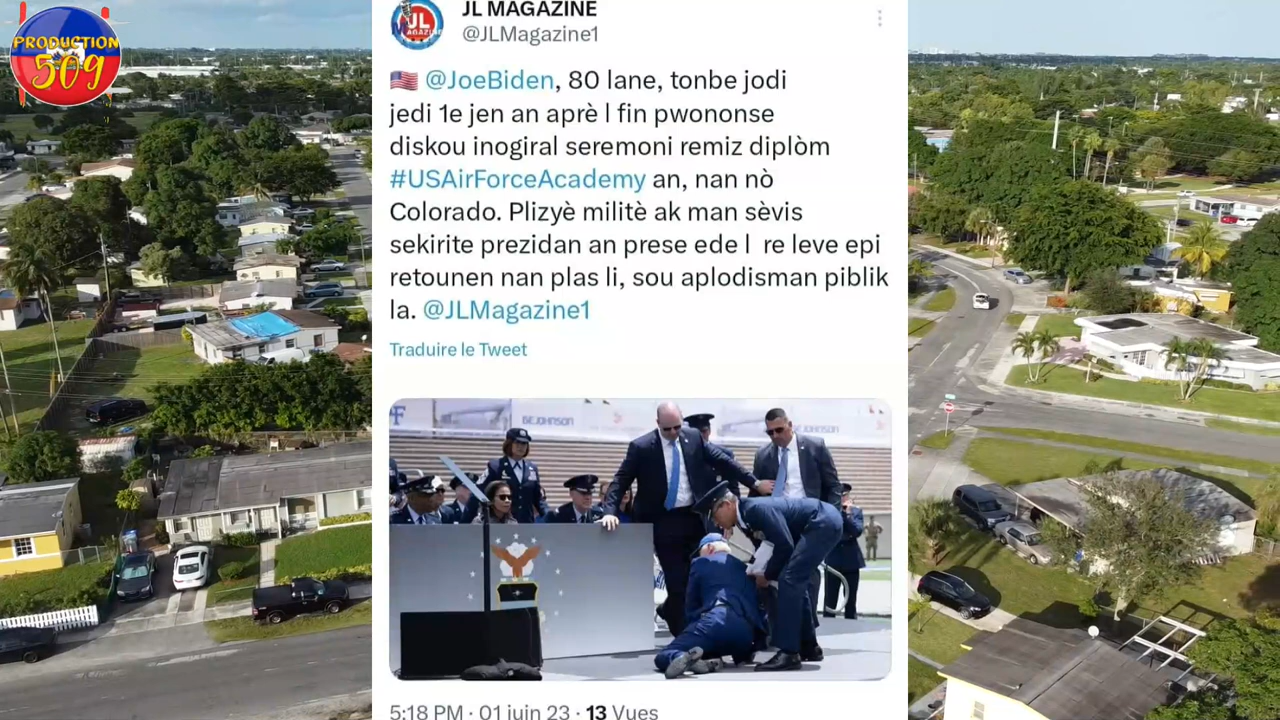 PRODUCTION
509
JL MAGAZINE
@JLMagazine1
@JoeBiden, 80 lane, tonbe jodi
jedi 1e jen an aprè l fin pwononse
diskou inogiral seremoni remiz diplòm
#USAirForceAcademy an, nan nò
Colorado. Plizyè militè ak man sèvis
sekirite prezidan an prese ede l re leve epi
retounen nan plas li, sou aplodisman piblik
la. @JLMagazine1
Traduire le Tweet
5:18 PM · 01 juin 23 · 13 Vues